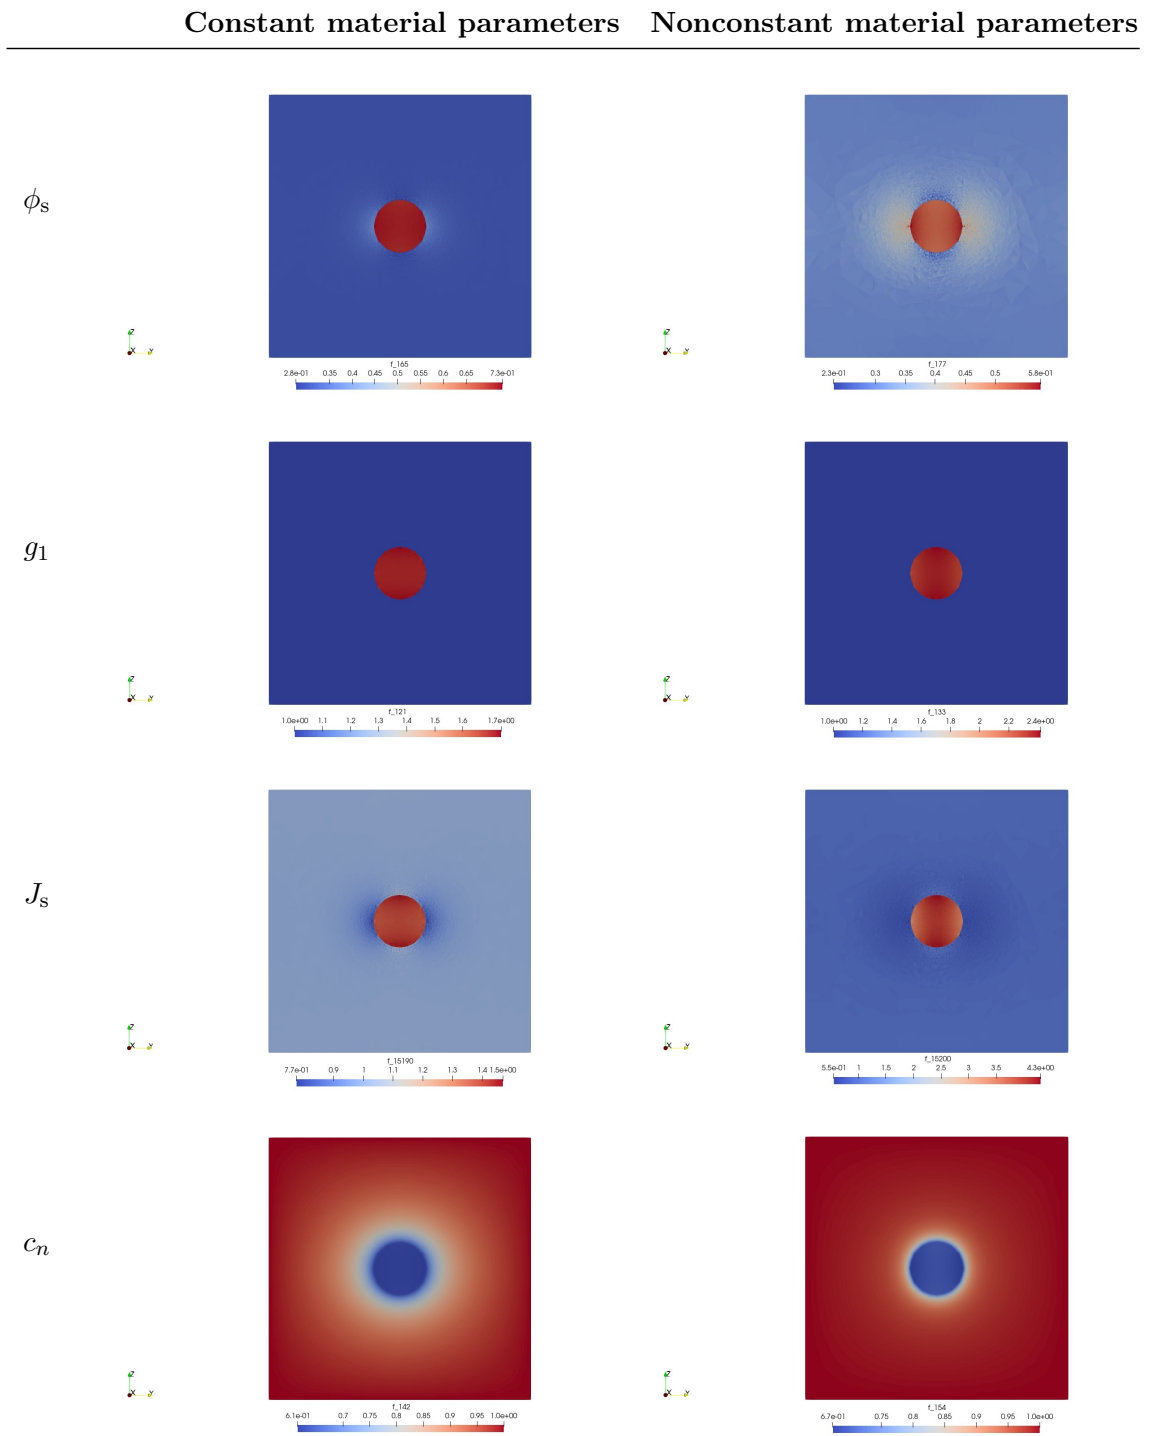 Constant material parameters Nonconstant material parameters
ϕs
Z
X Y
Z
X Y
f_165
2.8e-01 0.35 0.4 0.45 0.5 0.55 0.6 0.65 7.3e-01
f_177
2.3e-01 0.3 0.35 0.4 0.45 0.5 5.8e-01
g1
Z
X Y
Z
X Y
f_121
1.0e+00 1.1 1.2 1.3 1.4 1.5 1.6 1.7e+00
f_133
1.0e+00 1.2 1.4 1.6 1.8 2 2.2 2.4e+00
Js
Z
X Y
Z
X Y
f_15190
7.7e-01 0.9 1 1.1 1.2 1.3 1.4 1.5e+00
f_15200
5.5e-01 1 1.5 2 2.5 3 3.5 4.3e+00
cn
Z
X Y
Z
X Y
f_142
6.1e-01 0.7 0.75 0.8 0.85 0.9 0.95 1.0e+00
f_154
6.7e-01 0.75 0.8 0.85 0.9 0.95 1.0e+00